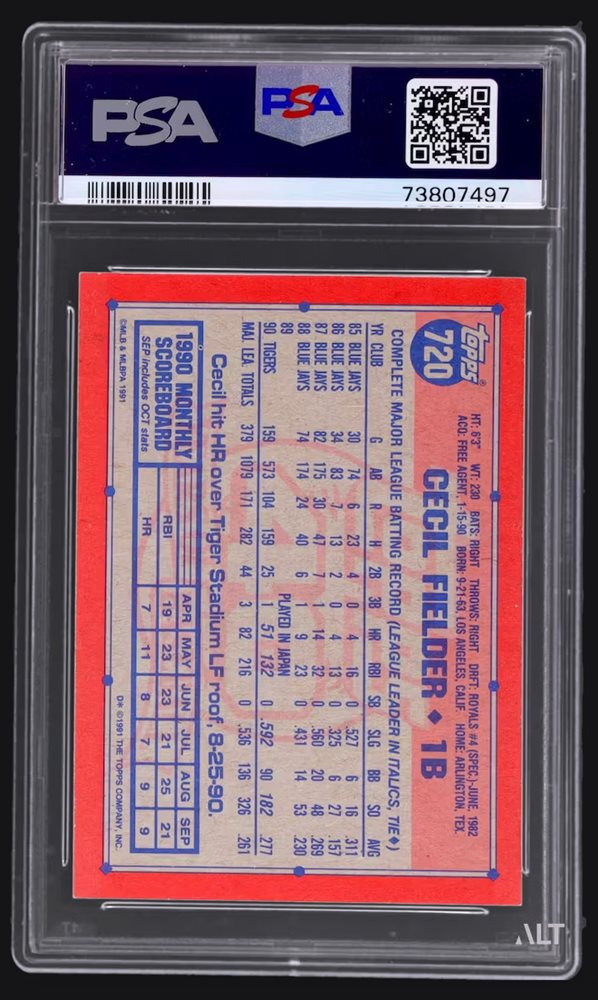 PSA
PSA
73807497
topps®
720
HT: 6'3" WT: 230 BATS: RIGHT THROWS: RIGHT DRFT: ROYALS #4 (SPEC.)-JUNE, 1982
ACQ: FREE AGENT, 1-15-90 BORN: 9-21-63, LOS ANGELES, CALIF. HOME: ARLINGTON, TEX.
CECIL FIELDER ◆ 1B
COMPLETE MAJOR LEAGUE BATTING RECORD (LEAGUE LEADER IN ITALICS, TIE◆)
YR CLUB G AB R H 2B 3B HR RBI SB SLG BB SO AVG
85 BLUE JAYS 30 74 6 23 4 0 4 16 0 .527 6 16 .311
86 BLUE JAYS 34 83 7 13 2 0 4 13 0 .325 6 27 .157
87 BLUE JAYS 82 175 30 47 7 1 14 32 0 .560 20 48 .269
88 BLUE JAYS 74 174 24 40 6 1 9 23 0 .431 14 53 .230
89 PLAYED IN JAPAN
90 TIGERS 159 573 104 159 25 1 51 132 0 .592 90 182 .277
MAJ. LEA. TOTALS 379 1079 171 282 44 3 82 216 0 .536 136 326 .261
Cecil hit HR over Tiger Stadium LF roof, 8-25-90.
1990 MONTHLY
SCOREBOARD
SEP includes OCT stats
APR MAY JUN JUL AUG SEP
RBI 19 23 23 21 25 21
HR 7 11 8 7 9 9
©MLB & MLBPA 1991
D* ©1991 THE TOPPS COMPANY, INC.
ALT